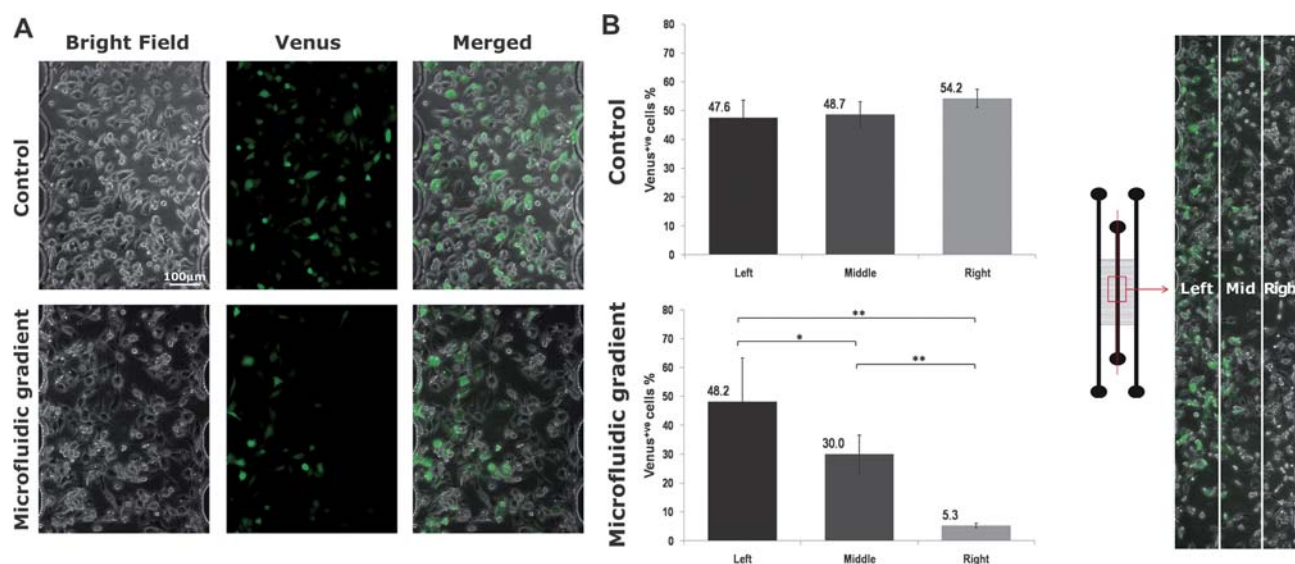 A
Bright Field
Venus
Merged
Control
100µm
Microfluidic gradient
B
Control
Venus+ve cells %
80
70
60
50
40
30
20
10
0
47.6
48.7
54.2
Left
Middle
Right
Microfluidic gradient
Venus+ve cells %
80
70
60
50
40
30
20
10
0
**
*
**
48.2
30.0
5.3
Left
Middle
Right
Left
Mid
Righ